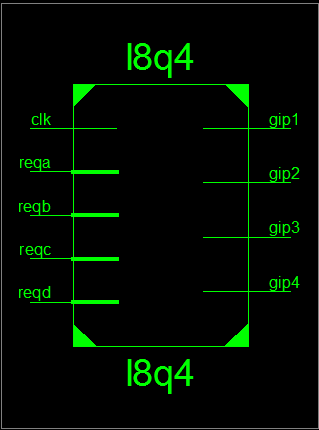 l8q4
clk
gip1
reqa
gip2
reqb
gip3
reqc
gip4
reqd
l8q4